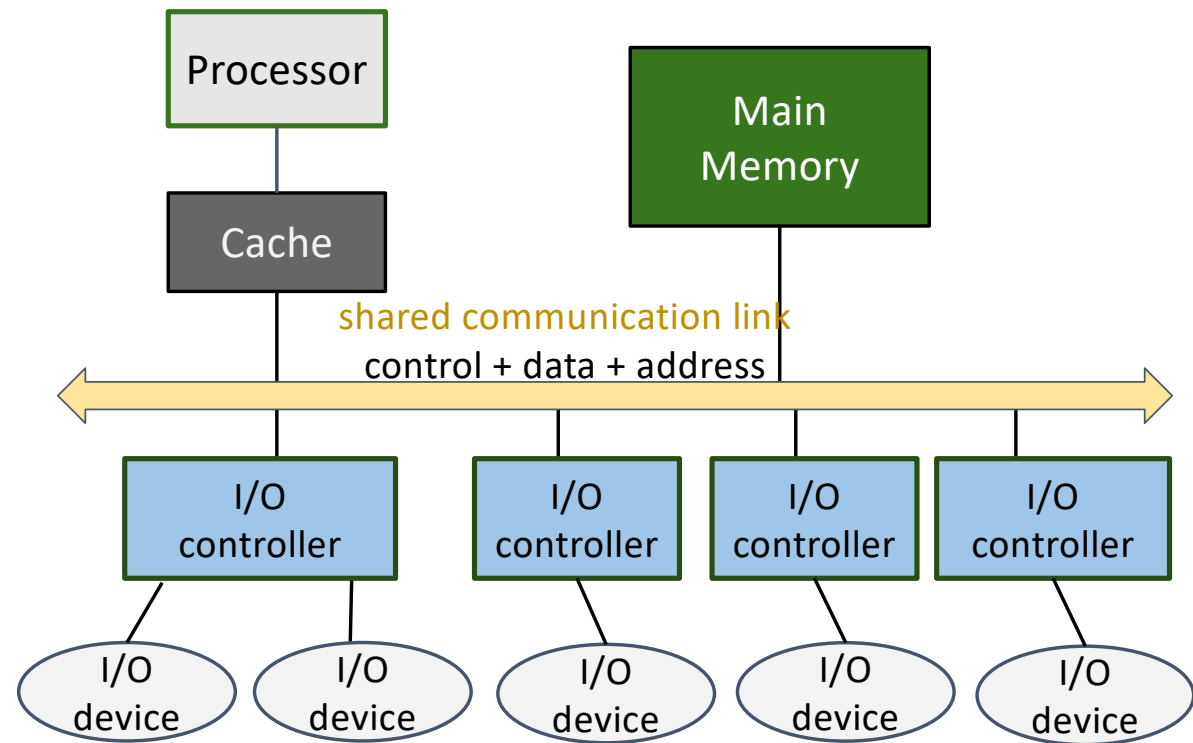 Processor
Main
Memory
Cache
shared communication link
control + data + address
I/O
controller
I/O
controller
I/O
controller
I/O
controller
I/O
device
I/O
device
I/O
device
I/O
device
I/O
device